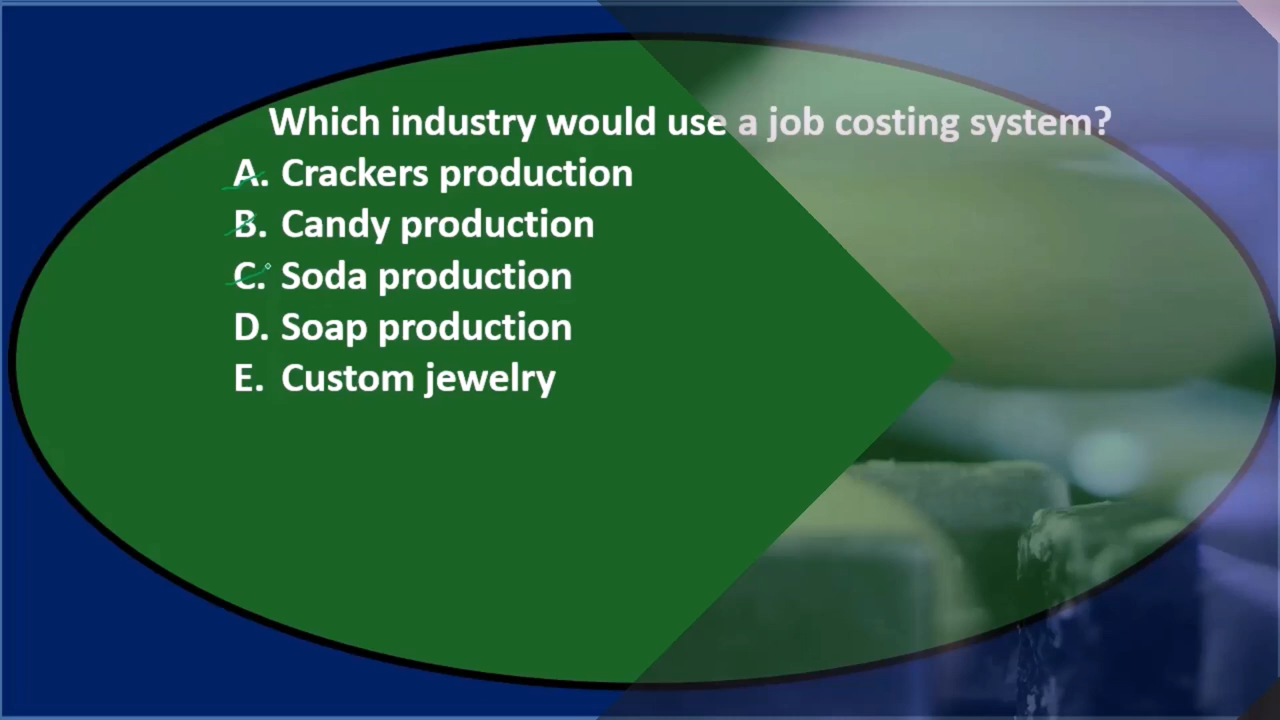 Which industry would use a job costing system?
A. Crackers production
B. Candy production
C. Soda production
D. Soap production
E. Custom jewelry